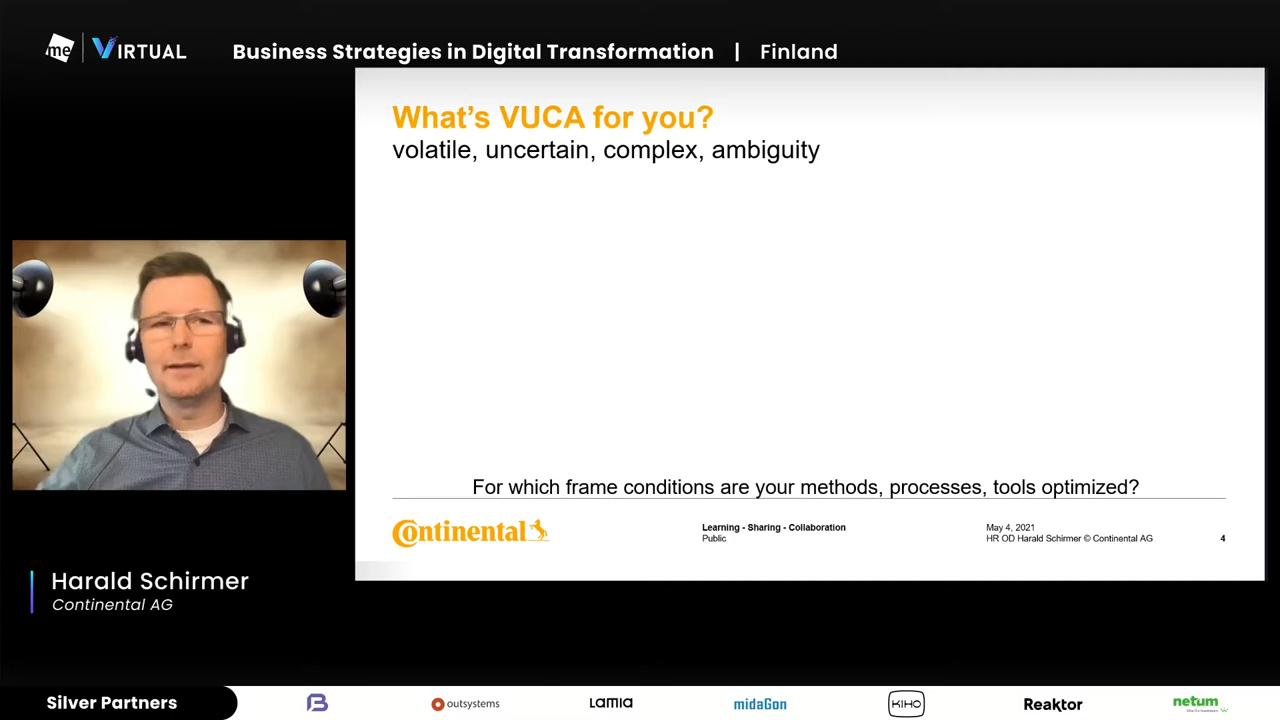 me
VIRTUAL
Business Strategies in Digital Transformation | Finland
What's VUCA for you?
volatile, uncertain, complex, ambiguity
For which frame conditions are your methods, processes, tools optimized?
Continental
Learning - Sharing - Collaboration
Public
May 4, 2021
HR OD Harald Schirmer © Continental AG
4
Harald Schirmer
Continental AG
Silver Partners
outsystems
LAMIA
midaGon
KIHO
Reaktor
netum